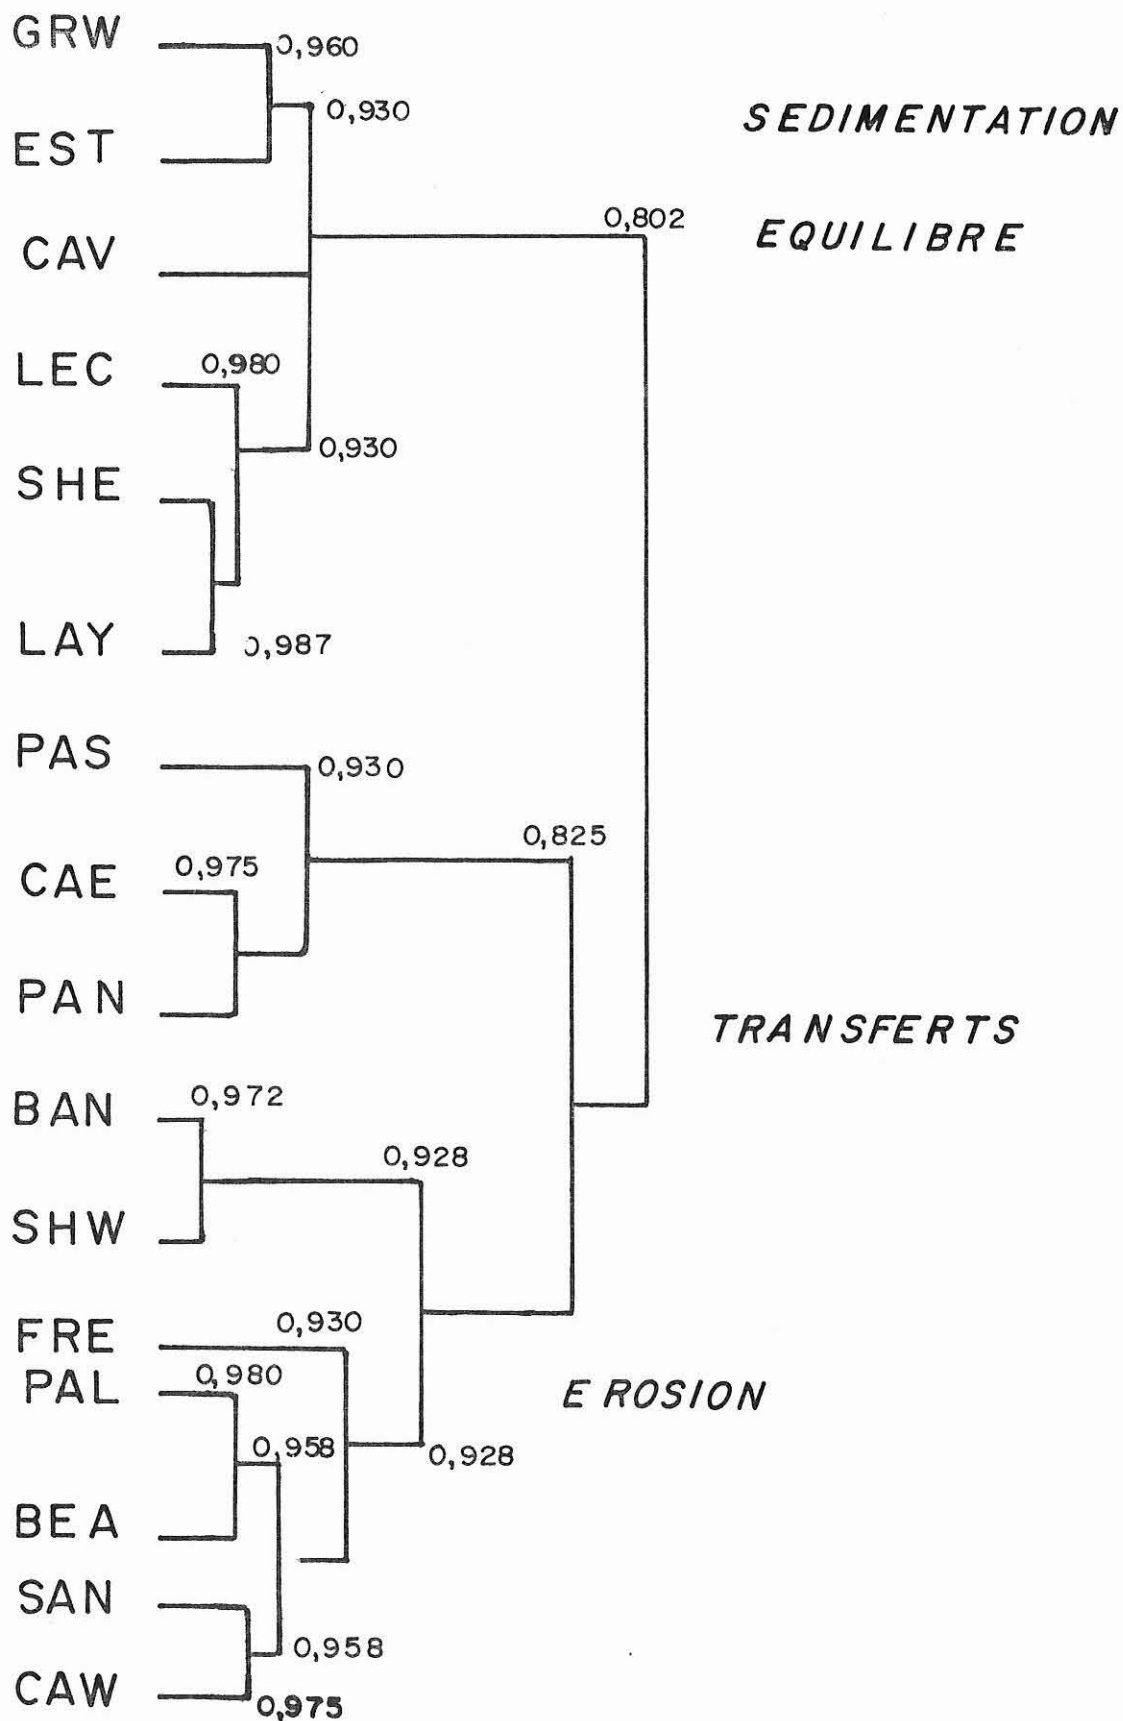 GRW
0,960
0,930
SEDIMENTATION
EST
0,802
EQUILIBRE
CAV
LEC
0,980
0,930
SHE
LAY
0,987
PAS
0,930
0,825
CAE
0,975
PAN
TRANSFERTS
BAN
0,972
0,928
SHW
FRE
0,930
PAL
0,980
EROSION
0,958
0,928
BEA
SAN
0,958
CAW
0,975